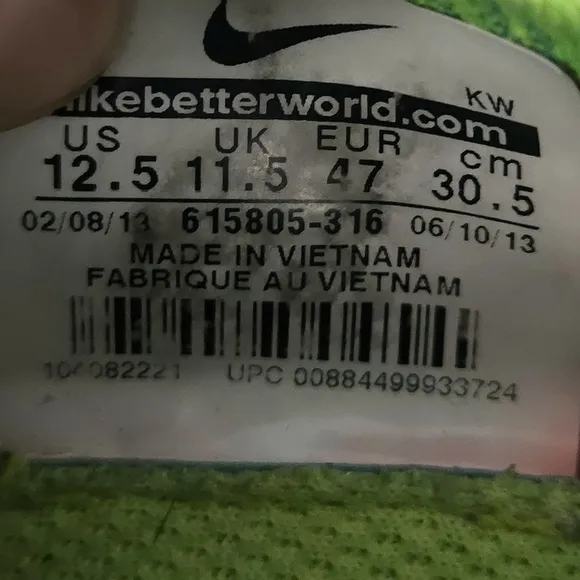 nikebetterworld.com
KW
US UK EUR cm
12.5 11.5 47 30.5
02/08/13 615805-316 06/10/13
MADE IN VIETNAM
FABRIQUE AU VIETNAM
UPC 00884499933724